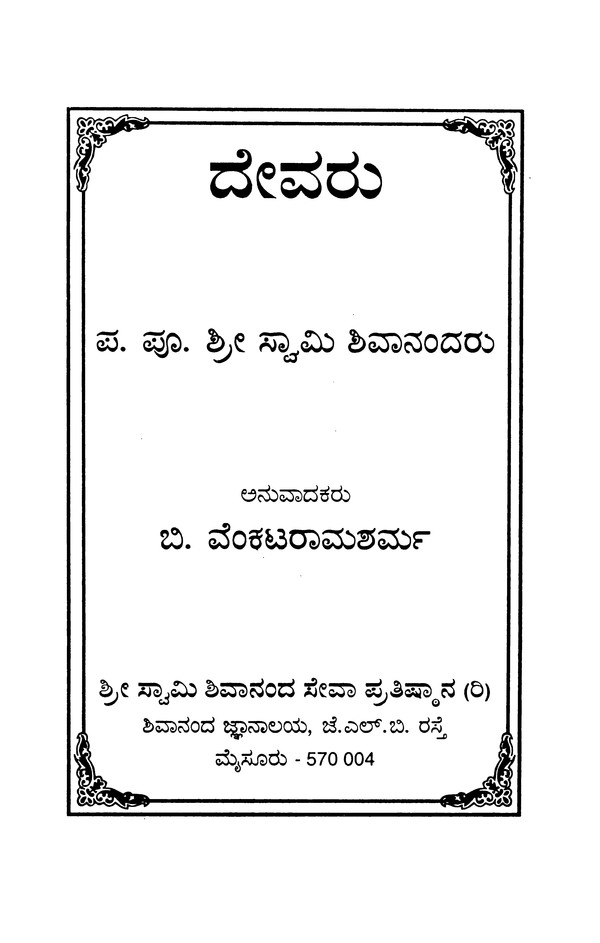 ದೇವರು
ಪ. ಪೂ. ಶ್ರೀ ಸ್ವಾಮಿ ಶಿವಾನಂದರು
ಅನುವಾದಕರು
ಬಿ. ವೆಂಕಟರಾಮಶರ್ಮ
ಶ್ರೀ ಸ್ವಾಮಿ ಶಿವಾನಂದ ಸೇವಾ ಪ್ರತಿಷ್ಠಾನ (ರಿ)
ಶಿವಾನಂದ ಜ್ಞಾನಾಲಯ, ಜೆ.ಎಲ್.ಬಿ. ರಸ್ತೆ
ಮೈಸೂರು - 570 004